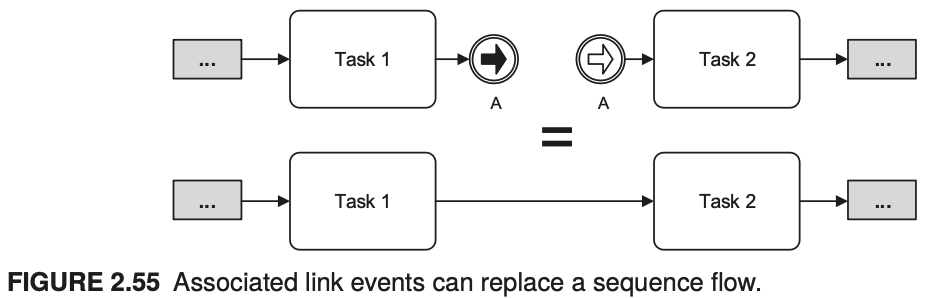 ... Task 1 Task 2 ...
A A
=
... Task 1 Task 2 ...
FIGURE 2.55 Associated link events can replace a sequence flow.